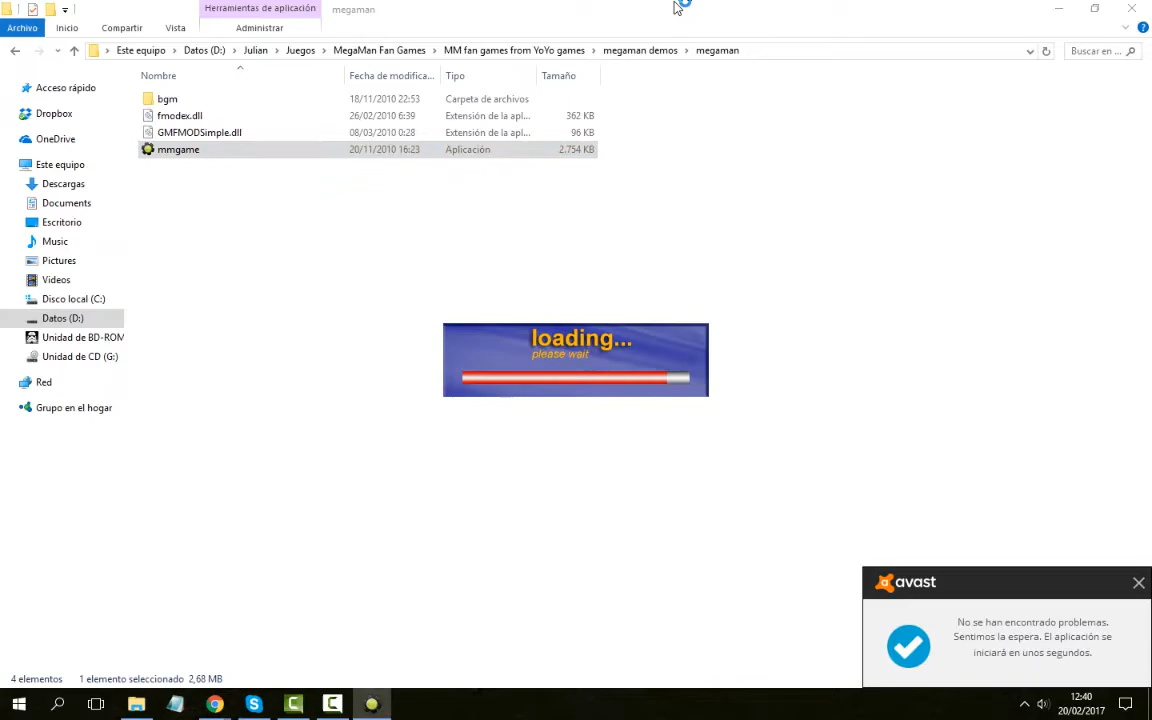 Herramientas de aplicación megaman
Archivo Inicio Compartir Vista Administrar
Este equipo Datos (D:) Julian Juegos MegaMan Fan Games MM fan games from YoYo games megaman demos megaman Buscar en ...
Nombre Fecha de modifica... Tipo Tamaño
bgm 18/11/2010 22:53 Carpeta de archivos
fmodex.dll 26/02/2010 6:39 Extensión de la apl... 362 KB
GMFMODSimple.dll 08/03/2010 0:28 Extensión de la apl... 96 KB
mmgame 20/11/2010 16:23 Aplicación 2.754 KB
Acceso rápido
Dropbox
OneDrive
Este equipo
Descargas
Documents
Escritorio
Music
Pictures
Videos
Disco local (C:)
Datos (D:)
Unidad de BD-ROM
Unidad de CD (G:)
Red
Grupo en el hogar
loading...
please wait
avast
No se han encontrado problemas.
Sentimos la espera. El aplicación se
iniciará en unos segundos.
4 elementos 1 elemento seleccionado 2,68 MB
12:40
20/02/2017